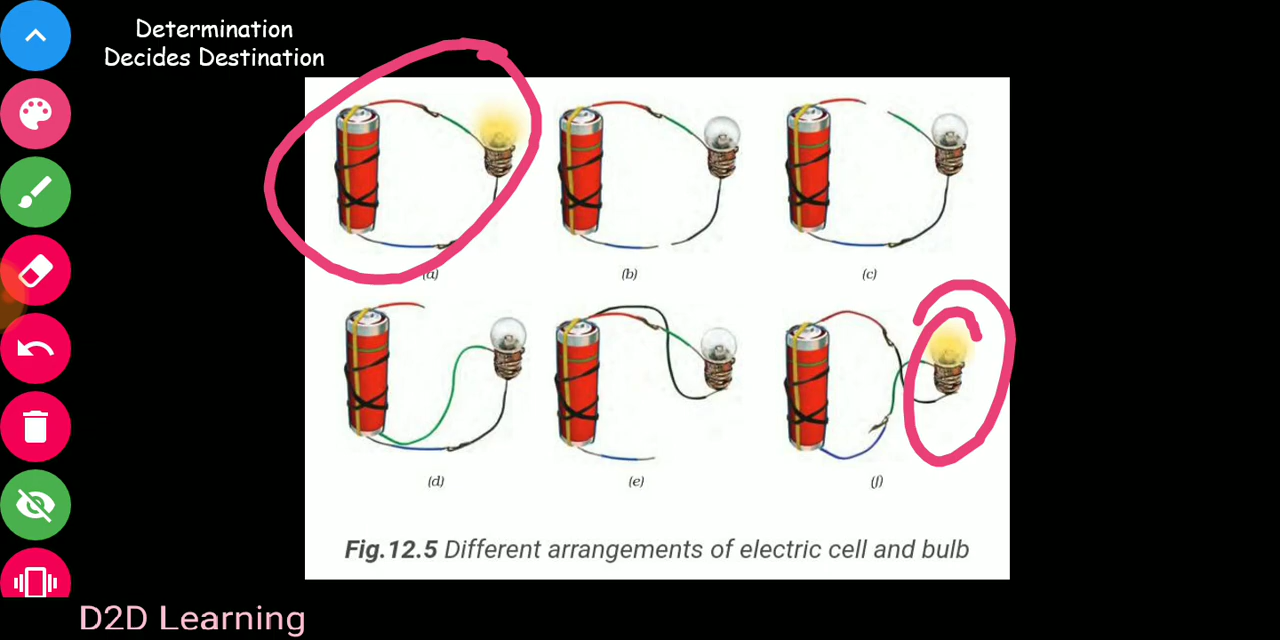 Determination
Decides Destination
(a)
(b)
(c)
(d)
(e)
(f)
Fig.12.5 Different arrangements of electric cell and bulb
D2D Learning